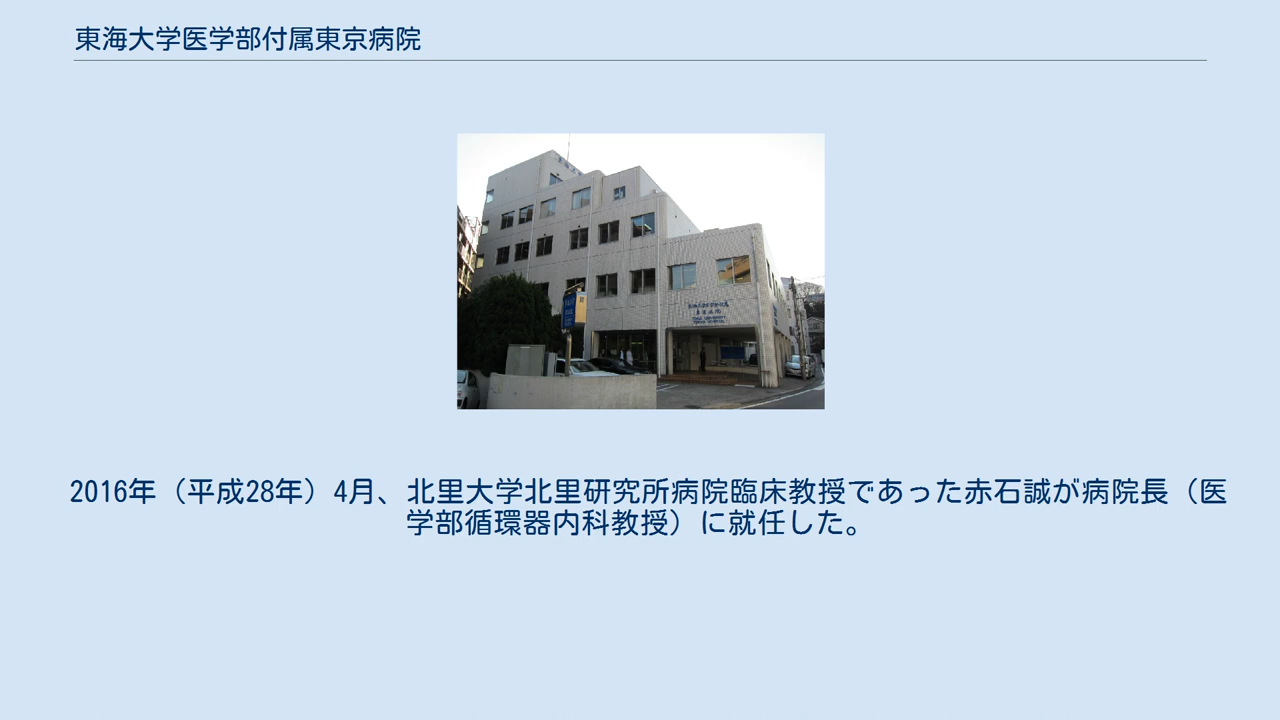 東海大学医学部付属東京病院
2016年（平成28年）4月、北里大学北里研究所病院臨床教授であった赤石誠が病院長（医
学部循環器内科教授）に就任した。